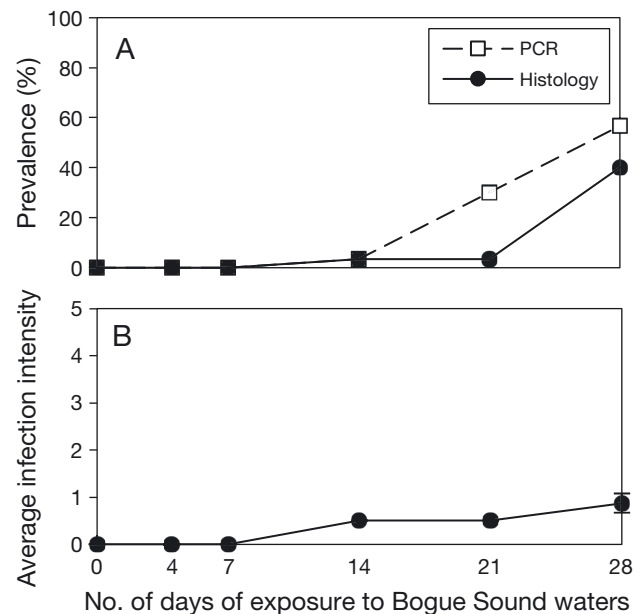 A
Prevalence (%)
100
80
60
40
20
0
PCR
Histology
B
Average infection intensity
5
4
3
2
1
0
0 4 7 14 21 28
No. of days of exposure to Bogue Sound waters